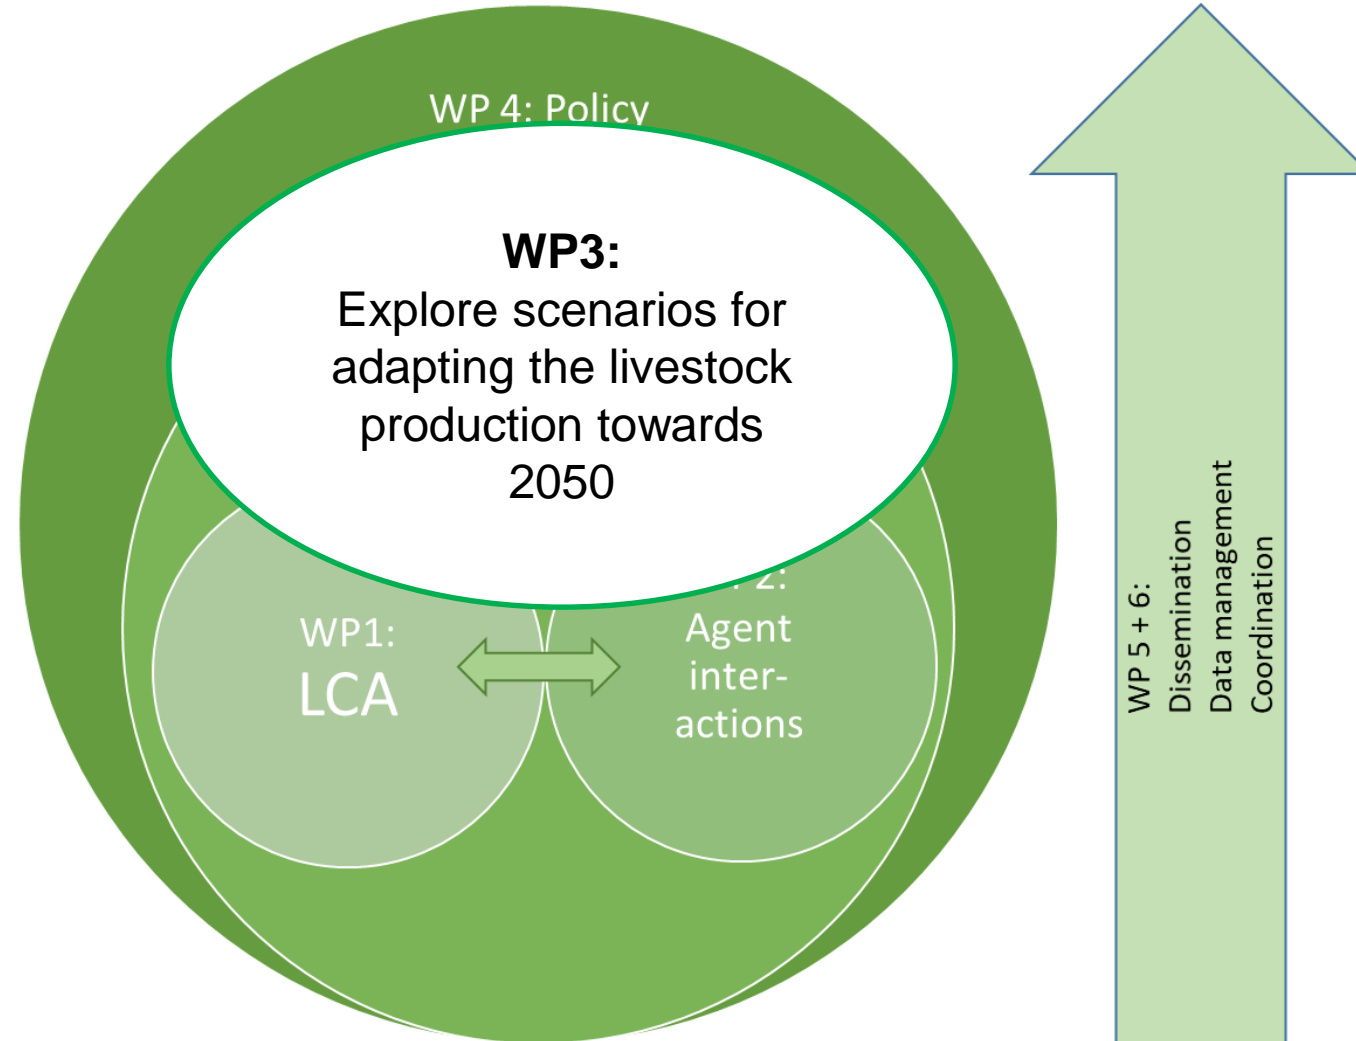 WP 4: Policy
WP3:
Explore scenarios for
adapting the livestock
production towards
2050
WP1:
LCA
2:
Agent
inter-
actions
WP 5 + 6:
Dissemination
Data management
Coordination